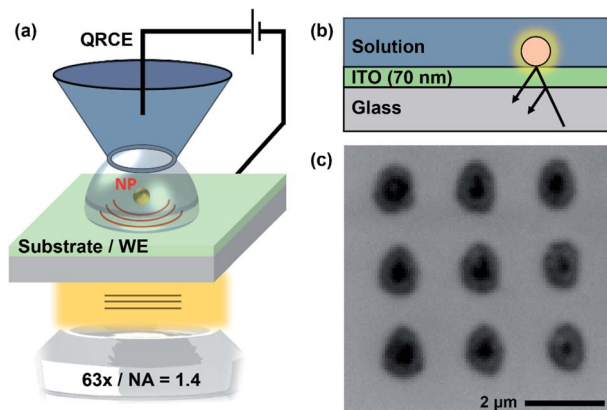 (a)
QRCE
NP
Substrate / WE
63x / NA = 1.4
(b)
Solution
ITO (70 nm)
Glass
(c)
2 μm